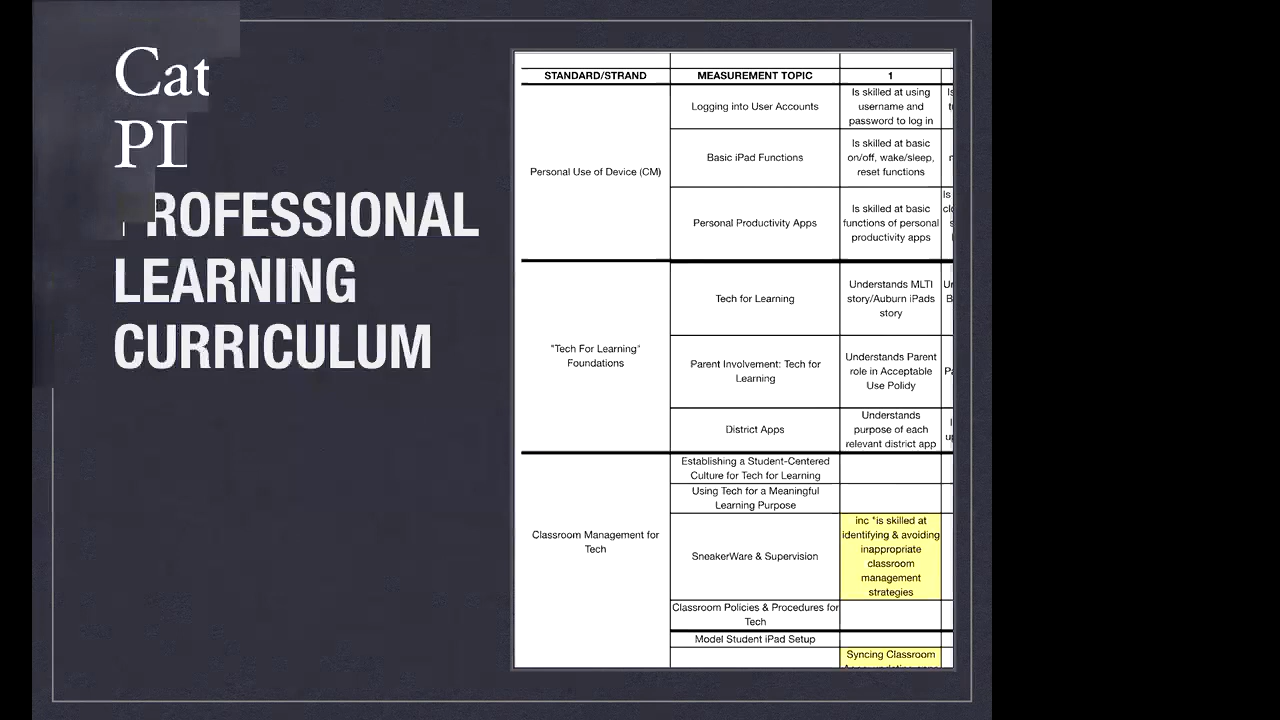 Cat
PROFESSIONAL
LEARNING
CURRICULUM
STANDARD/STRAND MEASUREMENT TOPIC 1
Personal Use of Device (CM)
Logging into User Accounts
Is skilled at using
username and
password to log in
Basic iPad Functions
Is skilled at basic
on/off, wake/sleep,
reset functions
Personal Productivity Apps
Is skilled at basic
functions of personal
productivity apps
"Tech For Learning"
Foundations
Tech for Learning
Understands MLTI
story/Auburn iPads
story
Parent Involvement: Tech for
Learning
Understands Parent
role in Acceptable
Use Polidy
District Apps
Understands
purpose of each
relevant district app
Classroom Management for
Tech
Establishing a Student-Centered
Culture for Tech for Learning
Using Tech for a Meaningful
Learning Purpose
SneakerWare & Supervision
inc "is skilled at
identifying & avoiding
inappropriate
classroom
management
strategies
Classroom Policies & Procedures for
Tech
Model Student iPad Setup
Syncing Classroom